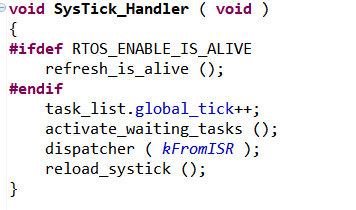 void SysTick_Handler ( void )
{
#ifdef RTOS_ENABLE_IS_ALIVE
    refresh_is_alive ();
#endif
    task_list.global_tick++;
    activate_waiting_tasks ();
    dispatcher ( kFromISR );
    reload_systick ();
}